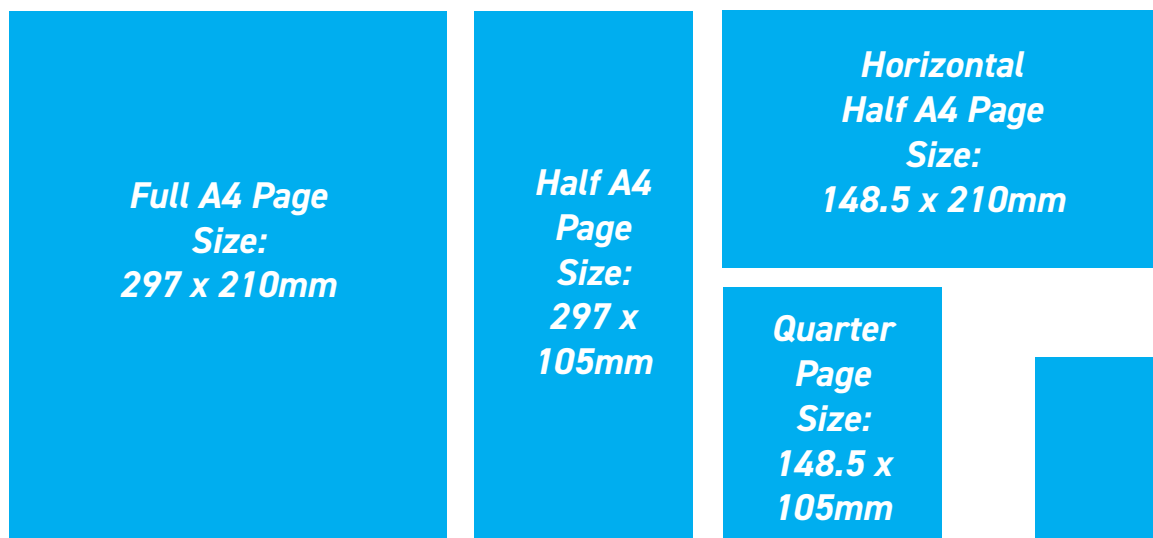 Full A4 Page
Size:
297 x 210mm
Half A4
Page
Size:
297 x
105mm
Horizontal
Half A4 Page
Size:
148.5 x 210mm
Quarter
Page
Size:
148.5 x
105mm